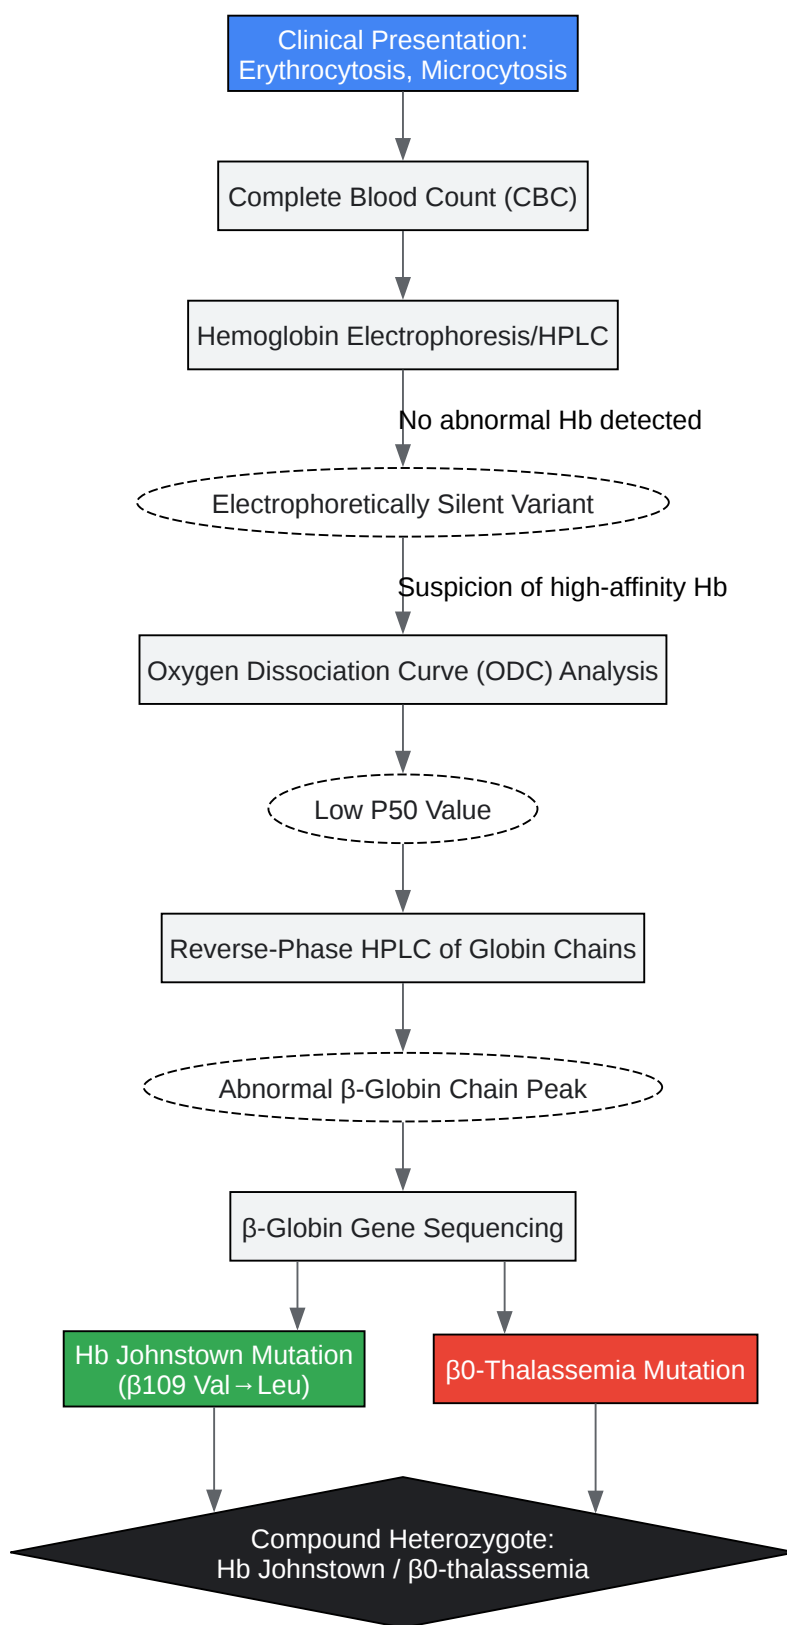 Clinical Presentation:
Erythrocytosis, Microcytosis
Complete Blood Count (CBC)
Hemoglobin Electrophoresis/HPLC
No abnormal Hb detected
Electrophoretically Silent Variant
Suspicion of high-affinity Hb
Oxygen Dissociation Curve (ODC) Analysis
Low P50 Value
Reverse-Phase HPLC of Globin Chains
Abnormal β-Globin Chain Peak
β-Globin Gene Sequencing
Hb Johnstown Mutation
(β109 Val→Leu)
β0-Thalassemia Mutation
Compound Heterozygote:
Hb Johnstown / β0-thalassemia